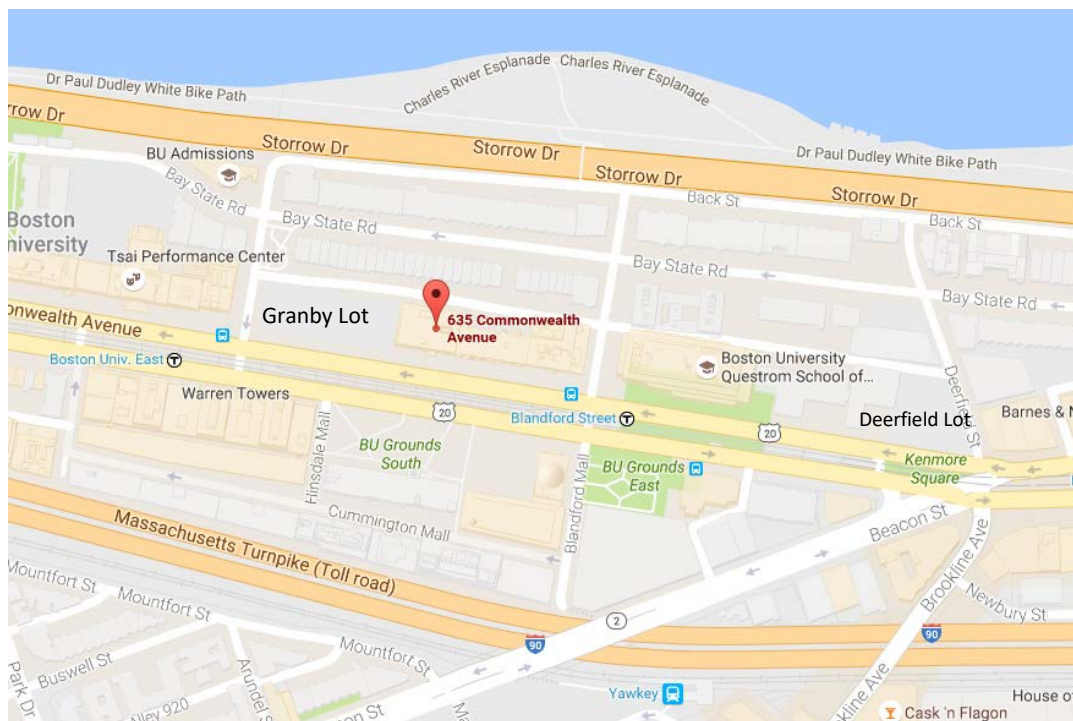 Dr Paul Dudley White Bike Path
Charles River Esplanade
Charles River Esplanade
Storrow Dr
Storrow Dr
Storrow Dr
Dr Paul Dudley White Bike Path
BU Admissions
Storrow Dr
Storrow Dr
Back St
Back St
Bay State Rd
Bay State Rd
Boston
University
Bay State Rd
Bay State Rd
Tsai Performance Center
Granby Lot
635 Commonwealth
Avenue
onwealth Avenue
Boston Univ. East
T
Boston University
Questrom School of...
Deerfield St
Warren Towers
20
Blandford Street
T
20
Deerfield Lot
Barnes & N
Hinsdale Mall
BU Grounds
South
BU Grounds
East
Kenmore
Square
Blandford Mall
Cummington Mall
Beacon St
Massachusetts Turnpike (Toll road)
Brookline Ave
Mountfort St
Mountfort St
Newbury St
2
90
90
Mountfort St
Buswell St
Arundel S
Park Dr
Alley 920
Yawkey
House of
Cask 'n Flagon